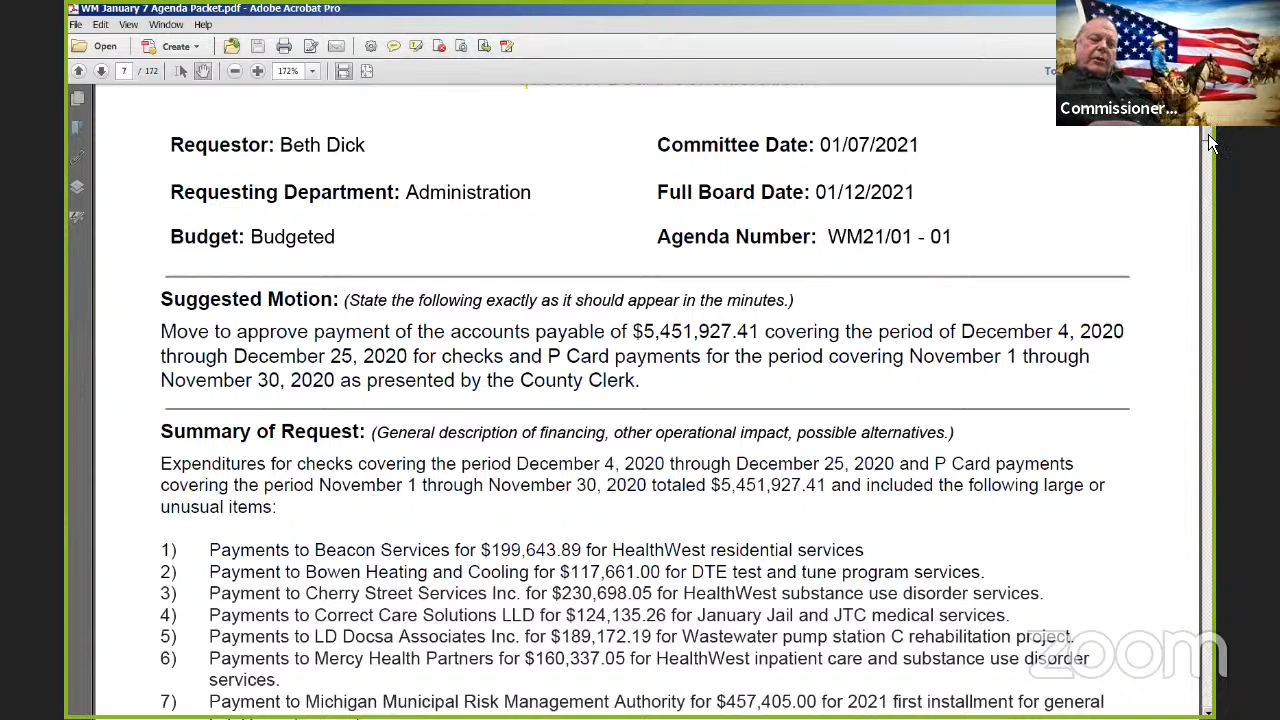 WM January 7 Agenda Packet.pdf - Adobe Acrobat Pro
File Edit View Window Help
Open Create
7 / 172 172% To
Commissioner...
Requestor: Beth Dick Committee Date: 01/07/2021
Requesting Department: Administration Full Board Date: 01/12/2021
Budget: Budgeted Agenda Number: WM21/01 - 01
Suggested Motion: (State the following exactly as it should appear in the minutes.)
Move to approve payment of the accounts payable of $5,451,927.41 covering the period of December 4, 2020
through December 25, 2020 for checks and P Card payments for the period covering November 1 through
November 30, 2020 as presented by the County Clerk.
Summary of Request: (General description of financing, other operational impact, possible alternatives.)
Expenditures for checks covering the period December 4, 2020 through December 25, 2020 and P Card payments
covering the period November 1 through November 30, 2020 totaled $5,451,927.41 and included the following large or
unusual items:
1) Payments to Beacon Services for $199,643.89 for HealthWest residential services
2) Payment to Bowen Heating and Cooling for $117,661.00 for DTE test and tune program services.
3) Payment to Cherry Street Services Inc. for $230,698.05 for HealthWest substance use disorder services.
4) Payments to Correct Care Solutions LLD for $124,135.26 for January Jail and JTC medical services.
5) Payments to LD Docsa Associates Inc. for $189,172.19 for Wastewater pump station C rehabilitation project.
6) Payments to Mercy Health Partners for $160,337.05 for HealthWest inpatient care and substance use disorder
services.
7) Payment to Michigan Municipal Risk Management Authority for $457,405.00 for 2021 first installment for general
zoom